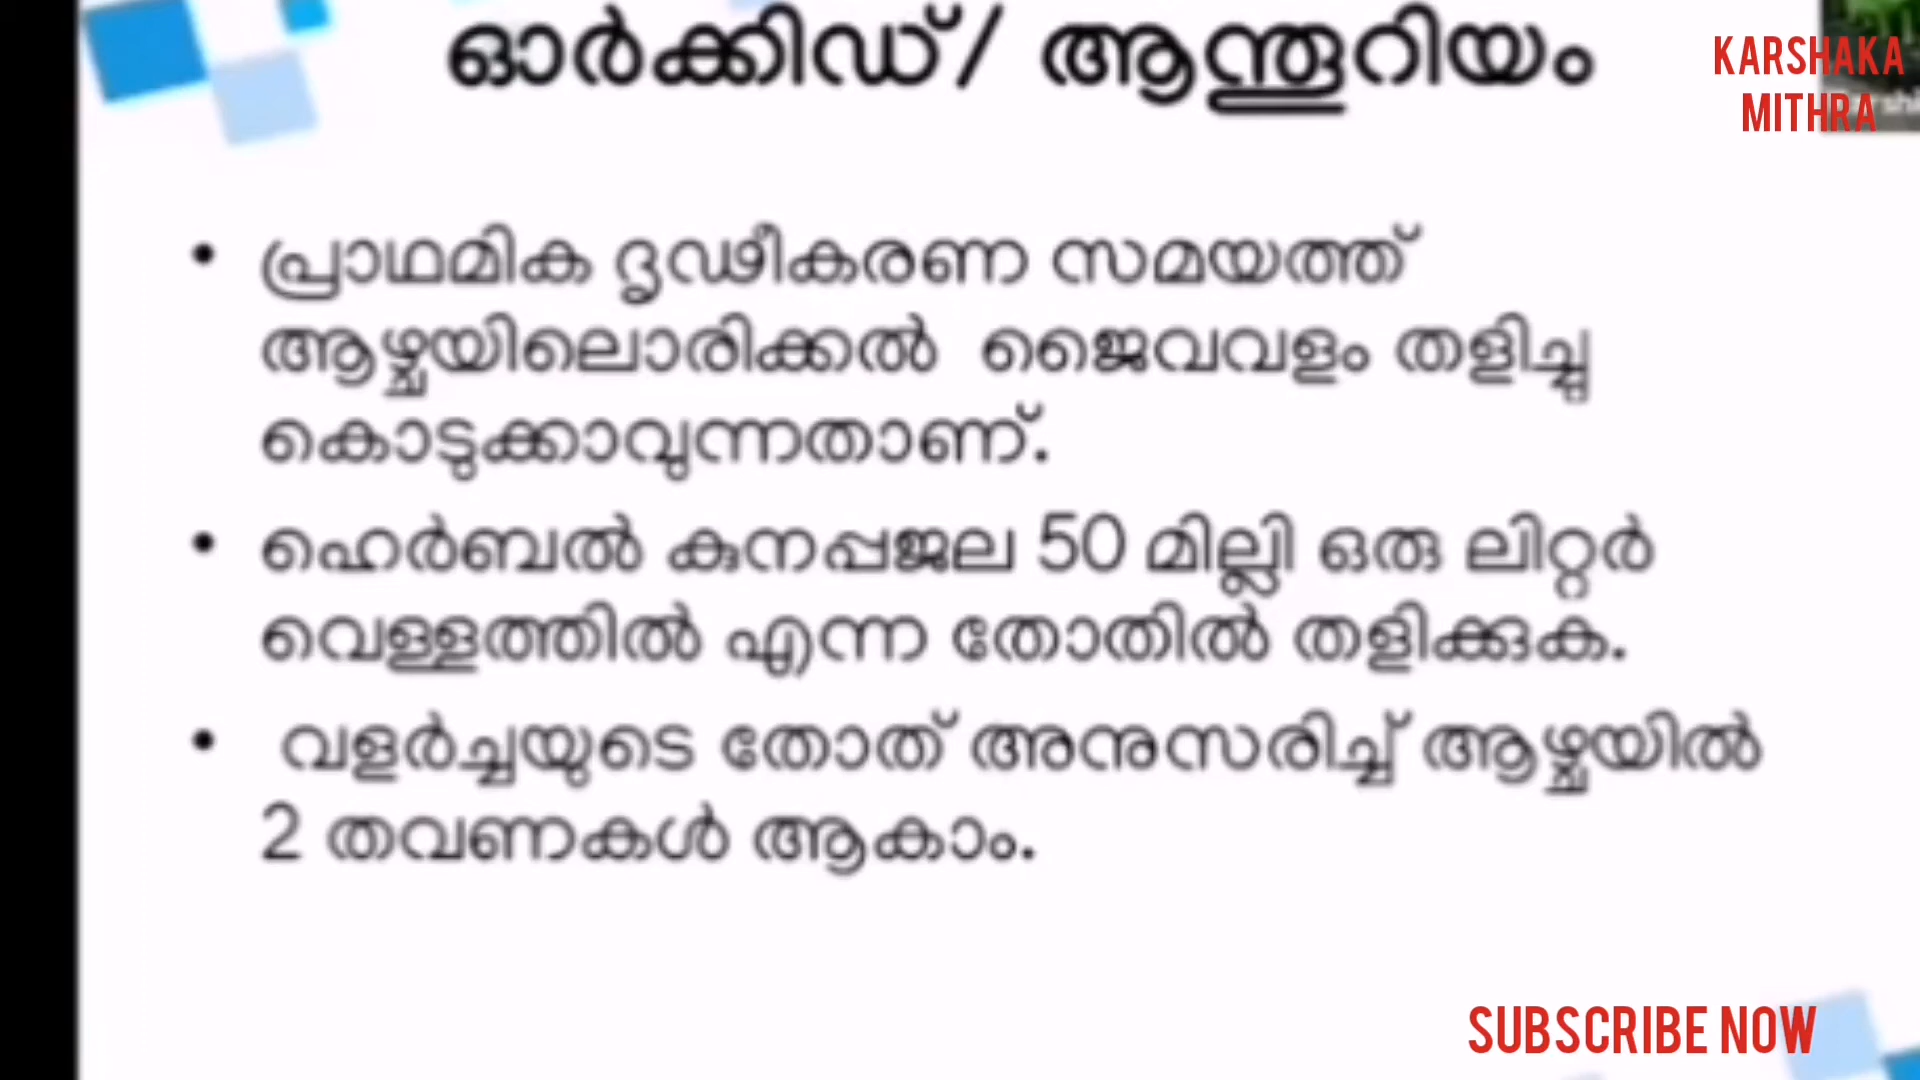 ഓർക്കിഡ്/ ആന്തൂറിയം
KARSHAKA
MITHRA
• പ്രാഥമിക ദൃഢീകരണ സമയത്ത്
ആഴ്ചയിലൊരിക്കൽ ജൈവവളം തളിച്ചു
കൊടുക്കാവുന്നതാണ്.
• ഹെർബൽ കുനപ്പജല 50 മില്ലി ഒരു ലിറ്റർ
വെള്ളത്തിൽ എന്ന തോതിൽ തളിക്കുക.
• വളർച്ചയുടെ തോത് അനുസരിച്ച് ആഴ്ചയിൽ
2 തവണകൾ ആകാം.
SUBSCRIBE NOW